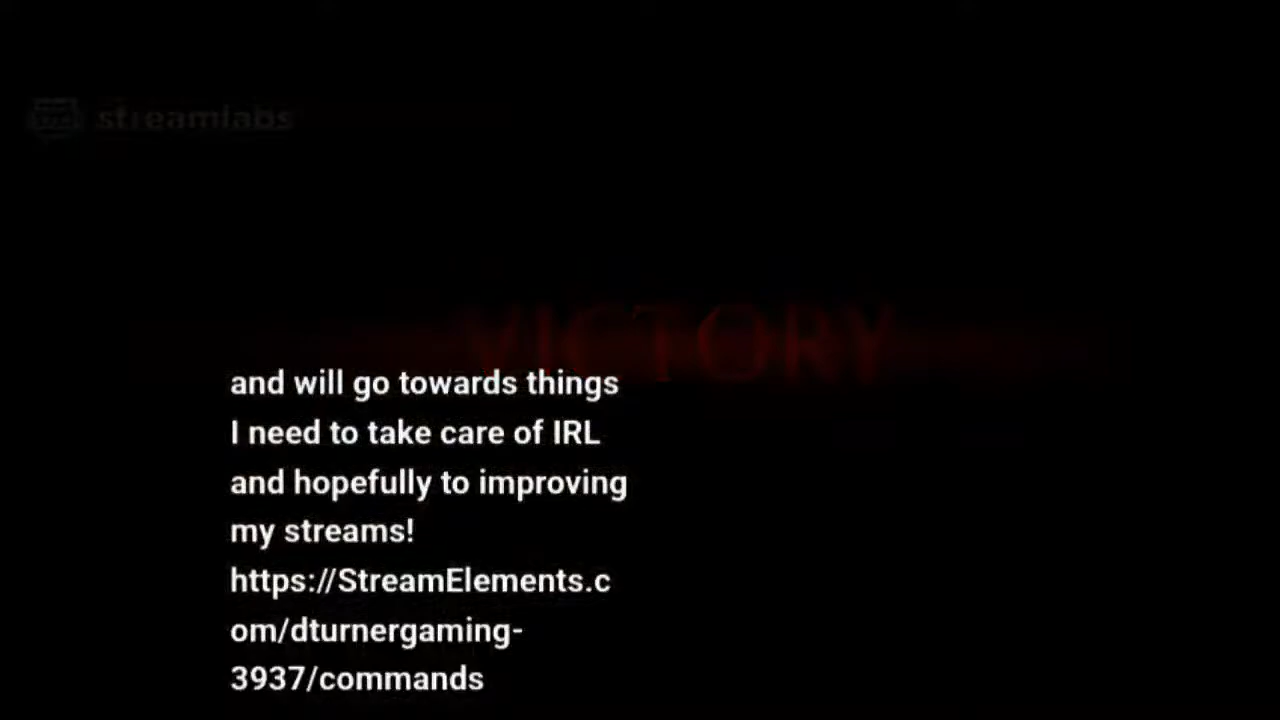 streamlabs
VICTORY
and will go towards things
I need to take care of IRL
and hopefully to improving
my streams!
https://StreamElements.c
om/dturnergaming-
3937/commands